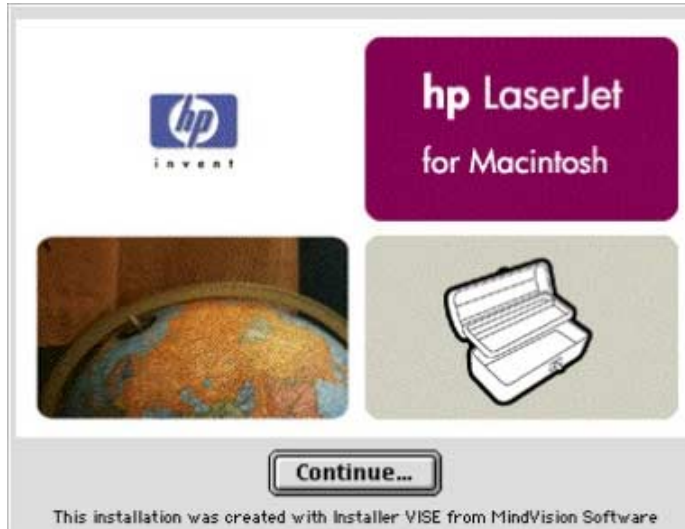 hp
invent
hp LaserJet
for Macintosh
Continue...
This installation was created with Installer VISE from MindVision Software